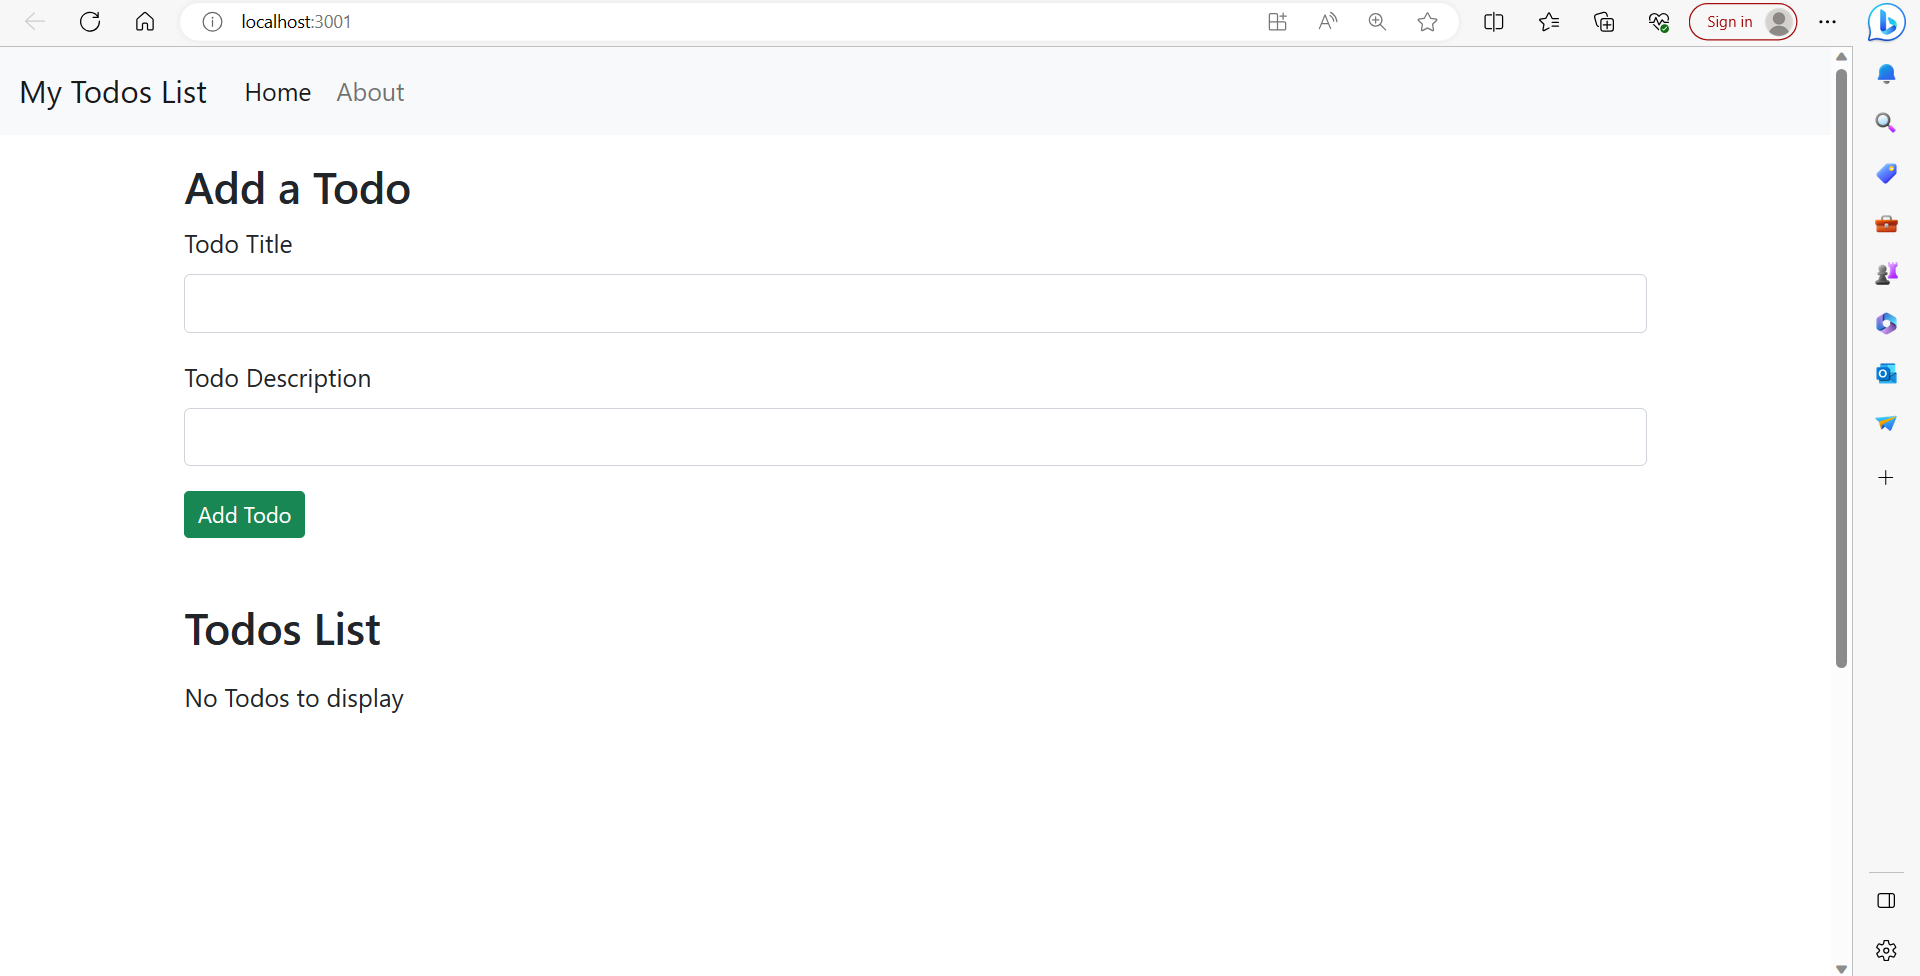 localhost:3001
Sign in
My Todos List Home About
Add a Todo
Todo Title
Todo Description
Add Todo
Todos List
No Todos to display